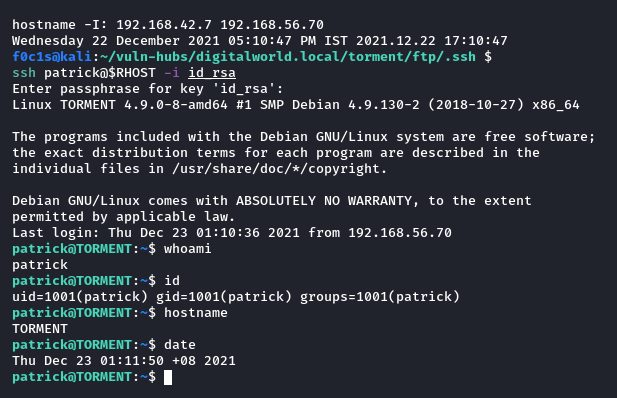 hostname -I: 192.168.42.7 192.168.56.70
Wednesday 22 December 2021 05:10:47 PM IST 2021.12.22 17:10:47
f0c1s@kali:~/vuln-hubs/digitalworld.local/torment/ftp/.ssh $
ssh patrick@$RHOST -i id_rsa
Enter passphrase for key 'id_rsa':
Linux TORMENT 4.9.0-8-amd64 #1 SMP Debian 4.9.130-2 (2018-10-27) x86_64

The programs included with the Debian GNU/Linux system are free software;
the exact distribution terms for each program are described in the
individual files in /usr/share/doc/*/copyright.

Debian GNU/Linux comes with ABSOLUTELY NO WARRANTY, to the extent
permitted by applicable law.
Last login: Thu Dec 23 01:10:36 2021 from 192.168.56.70
patrick@TORMENT:~$ whoami
patrick
patrick@TORMENT:~$ id
uid=1001(patrick) gid=1001(patrick) groups=1001(patrick)
patrick@TORMENT:~$ hostname
TORMENT
patrick@TORMENT:~$ date
Thu Dec 23 01:11:50 +08 2021
patrick@TORMENT:~$